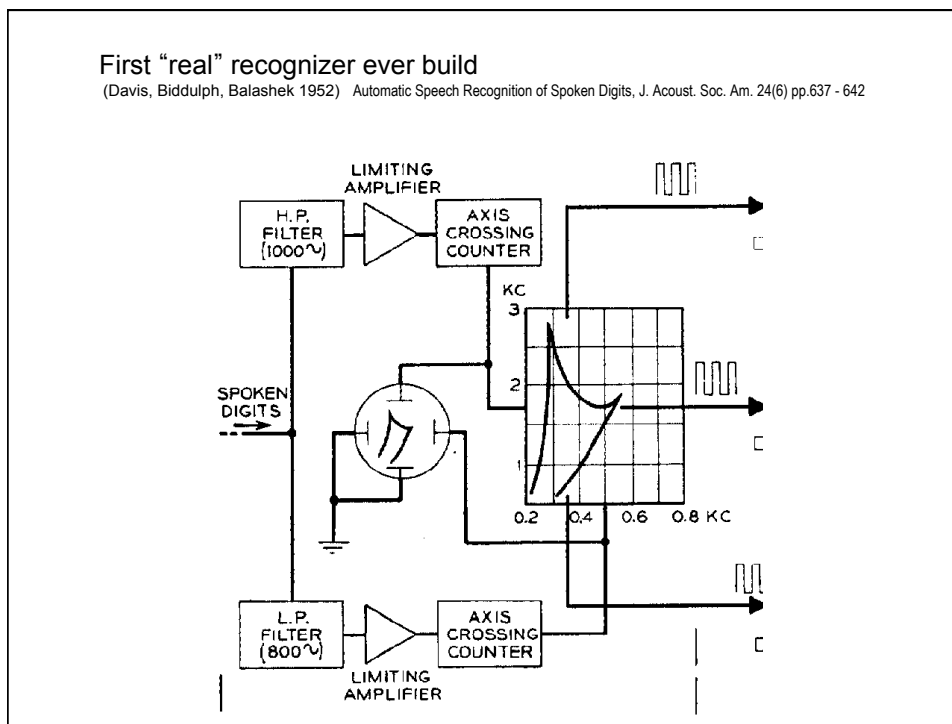 First “real” recognizer ever build
(Davis, Biddulph, Balashek 1952) Automatic Speech Recognition of Spoken Digits, J. Acoust. Soc. Am. 24(6) pp.637 - 642
LIMITING
AMPLIFIER
H.P.
FILTER
(1000~)
AXIS
CROSSING
COUNTER
KC
3
2
1
0.2 0.4 0.6 0.8 KC
SPOKEN
DIGITS
L.P.
FILTER
(800~)
AXIS
CROSSING
COUNTER
LIMITING
AMPLIFIER